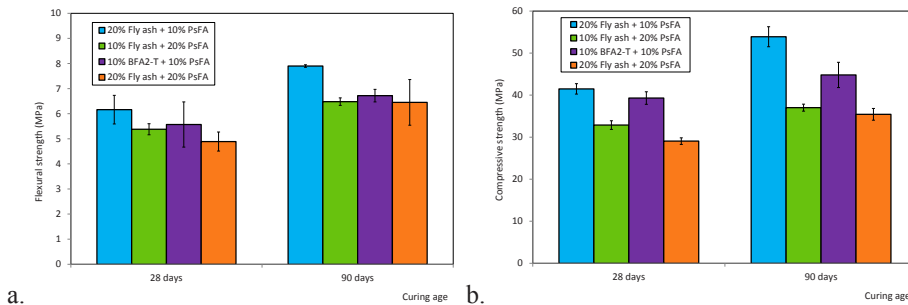 10
9
8
7
6
5
4
3
2
1
0
Flexural strength (MPa)
20% Fly ash + 10% PsFA
10% Fly ash + 20% PsFA
10% BFA2-T + 10% PsFA
20% Fly ash + 20% PsFA
28 days
90 days
Curing age
a.
60
50
40
30
20
10
0
Compressive strength (MPa)
20% Fly ash + 10% PsFA
10% Fly ash + 20% PsFA
10% BFA2-T + 10% PsFA
20% Fly ash + 20% PsFA
28 days
90 days
Curing age
b.